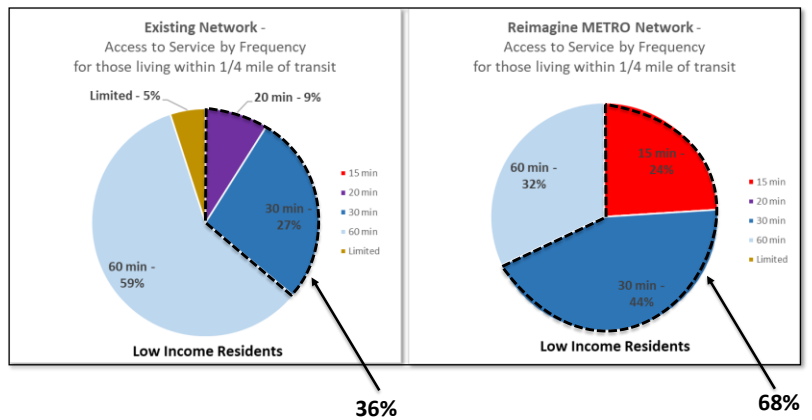 Existing Network -
Access to Service by Frequency
for those living within 1/4 mile of transit
Limited - 5%
20 min - 9%
30 min -
27%
60 min -
59%
15 min
20 min
30 min
60 min
Limited
Low Income Residents
36%
Reimagine METRO Network -
Access to Service by Frequency
for those living within 1/4 mile of transit
15 min -
24%
60 min -
32%
30 min -
44%
15 min
20 min
30 min
60 min
Limited
Low Income Residents
68%